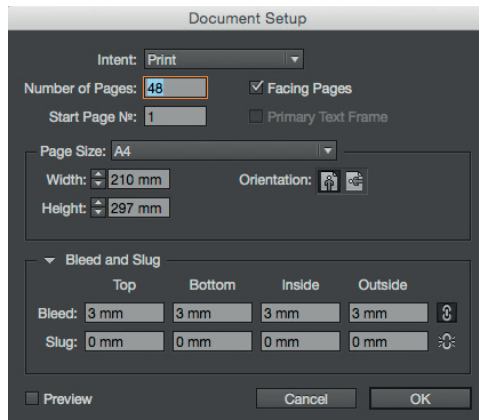 Document Setup
Intent: Print
Number of Pages: 48 Facing Pages
Start Page №: 1 Primary Text Frame
Page Size: A4
Width: 210 mm Orientation:
Height: 297 mm
Bleed and Slug
Top Bottom Inside Outside
Bleed: 3 mm 3 mm 3 mm 3 mm
Slug: 0 mm 0 mm 0 mm 0 mm
Preview Cancel OK